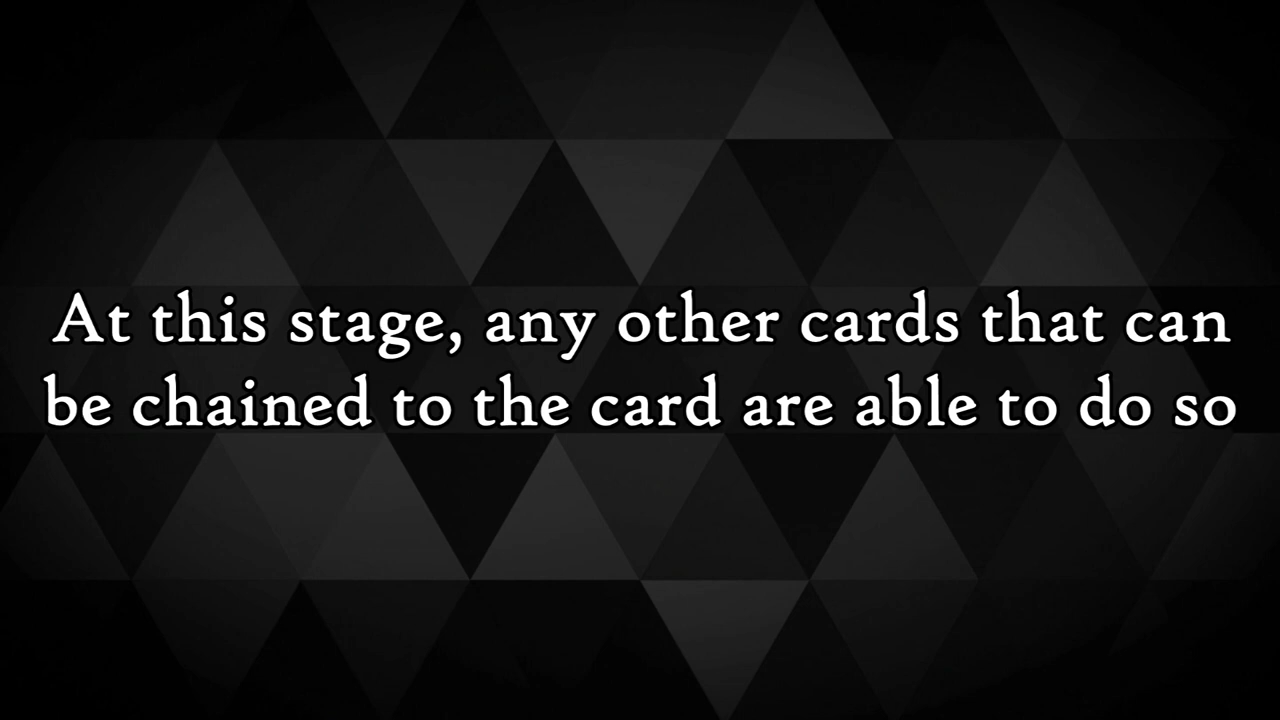 At this stage, any other cards that can
be chained to the card are able to do so